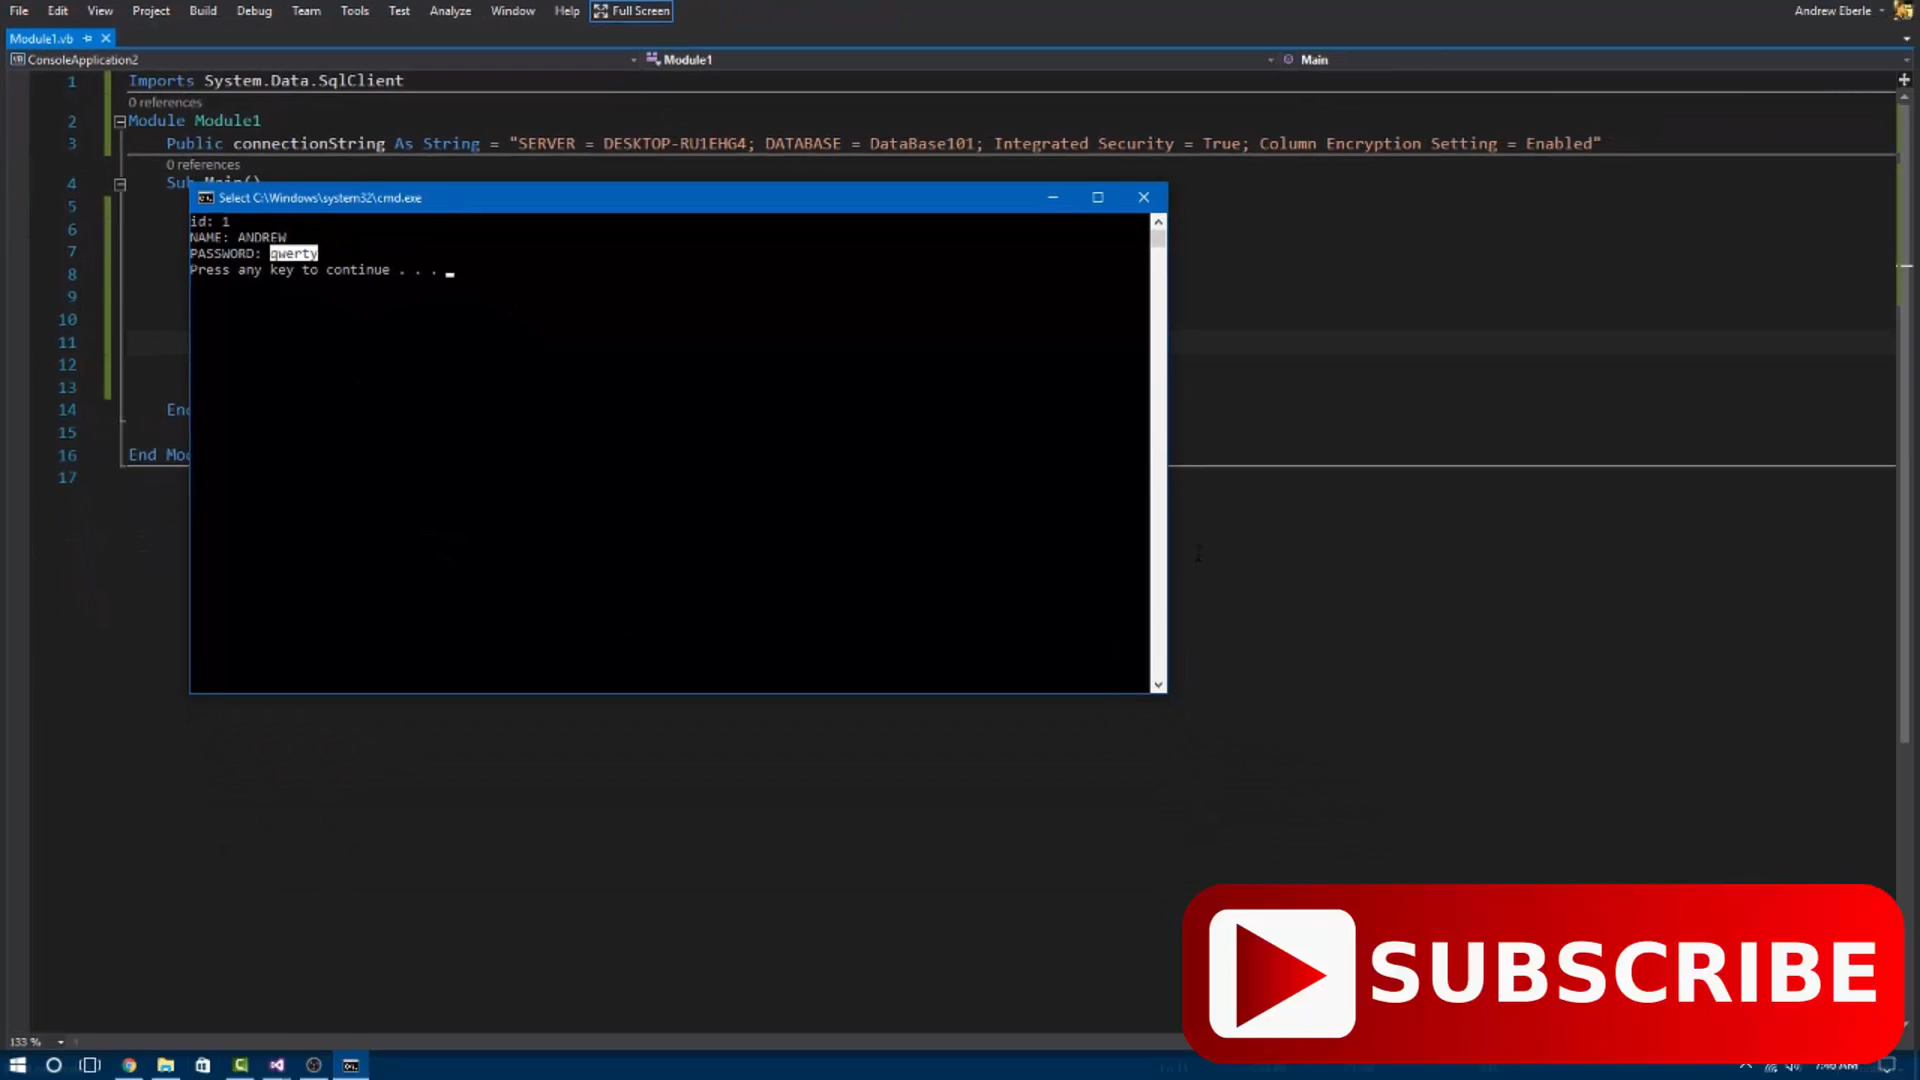 File Edit View Project Build Debug Team Tools Test Analyze Window Help Full Screen Andrew Eberle
Module1.vb
ConsoleApplication2 Module1 Main
1 Imports System.Data.SqlClient
0 references
2 Module Module1
3 Public connectionString As String = "SERVER = DESKTOP-RU1EHG4; DATABASE = DataBase101; Integrated Security = True; Column Encryption Setting = Enabled"
0 references
4 Sub Main()
Select C:\Windows\system32\cmd.exe
id: 1
NAME: ANDREW
PASSWORD: qwerty
Press any key to continue . . .
5
6
7
8
9
10
11
12
13
14 End
15
16 End Mod
17
SUBSCRIBE
133 %